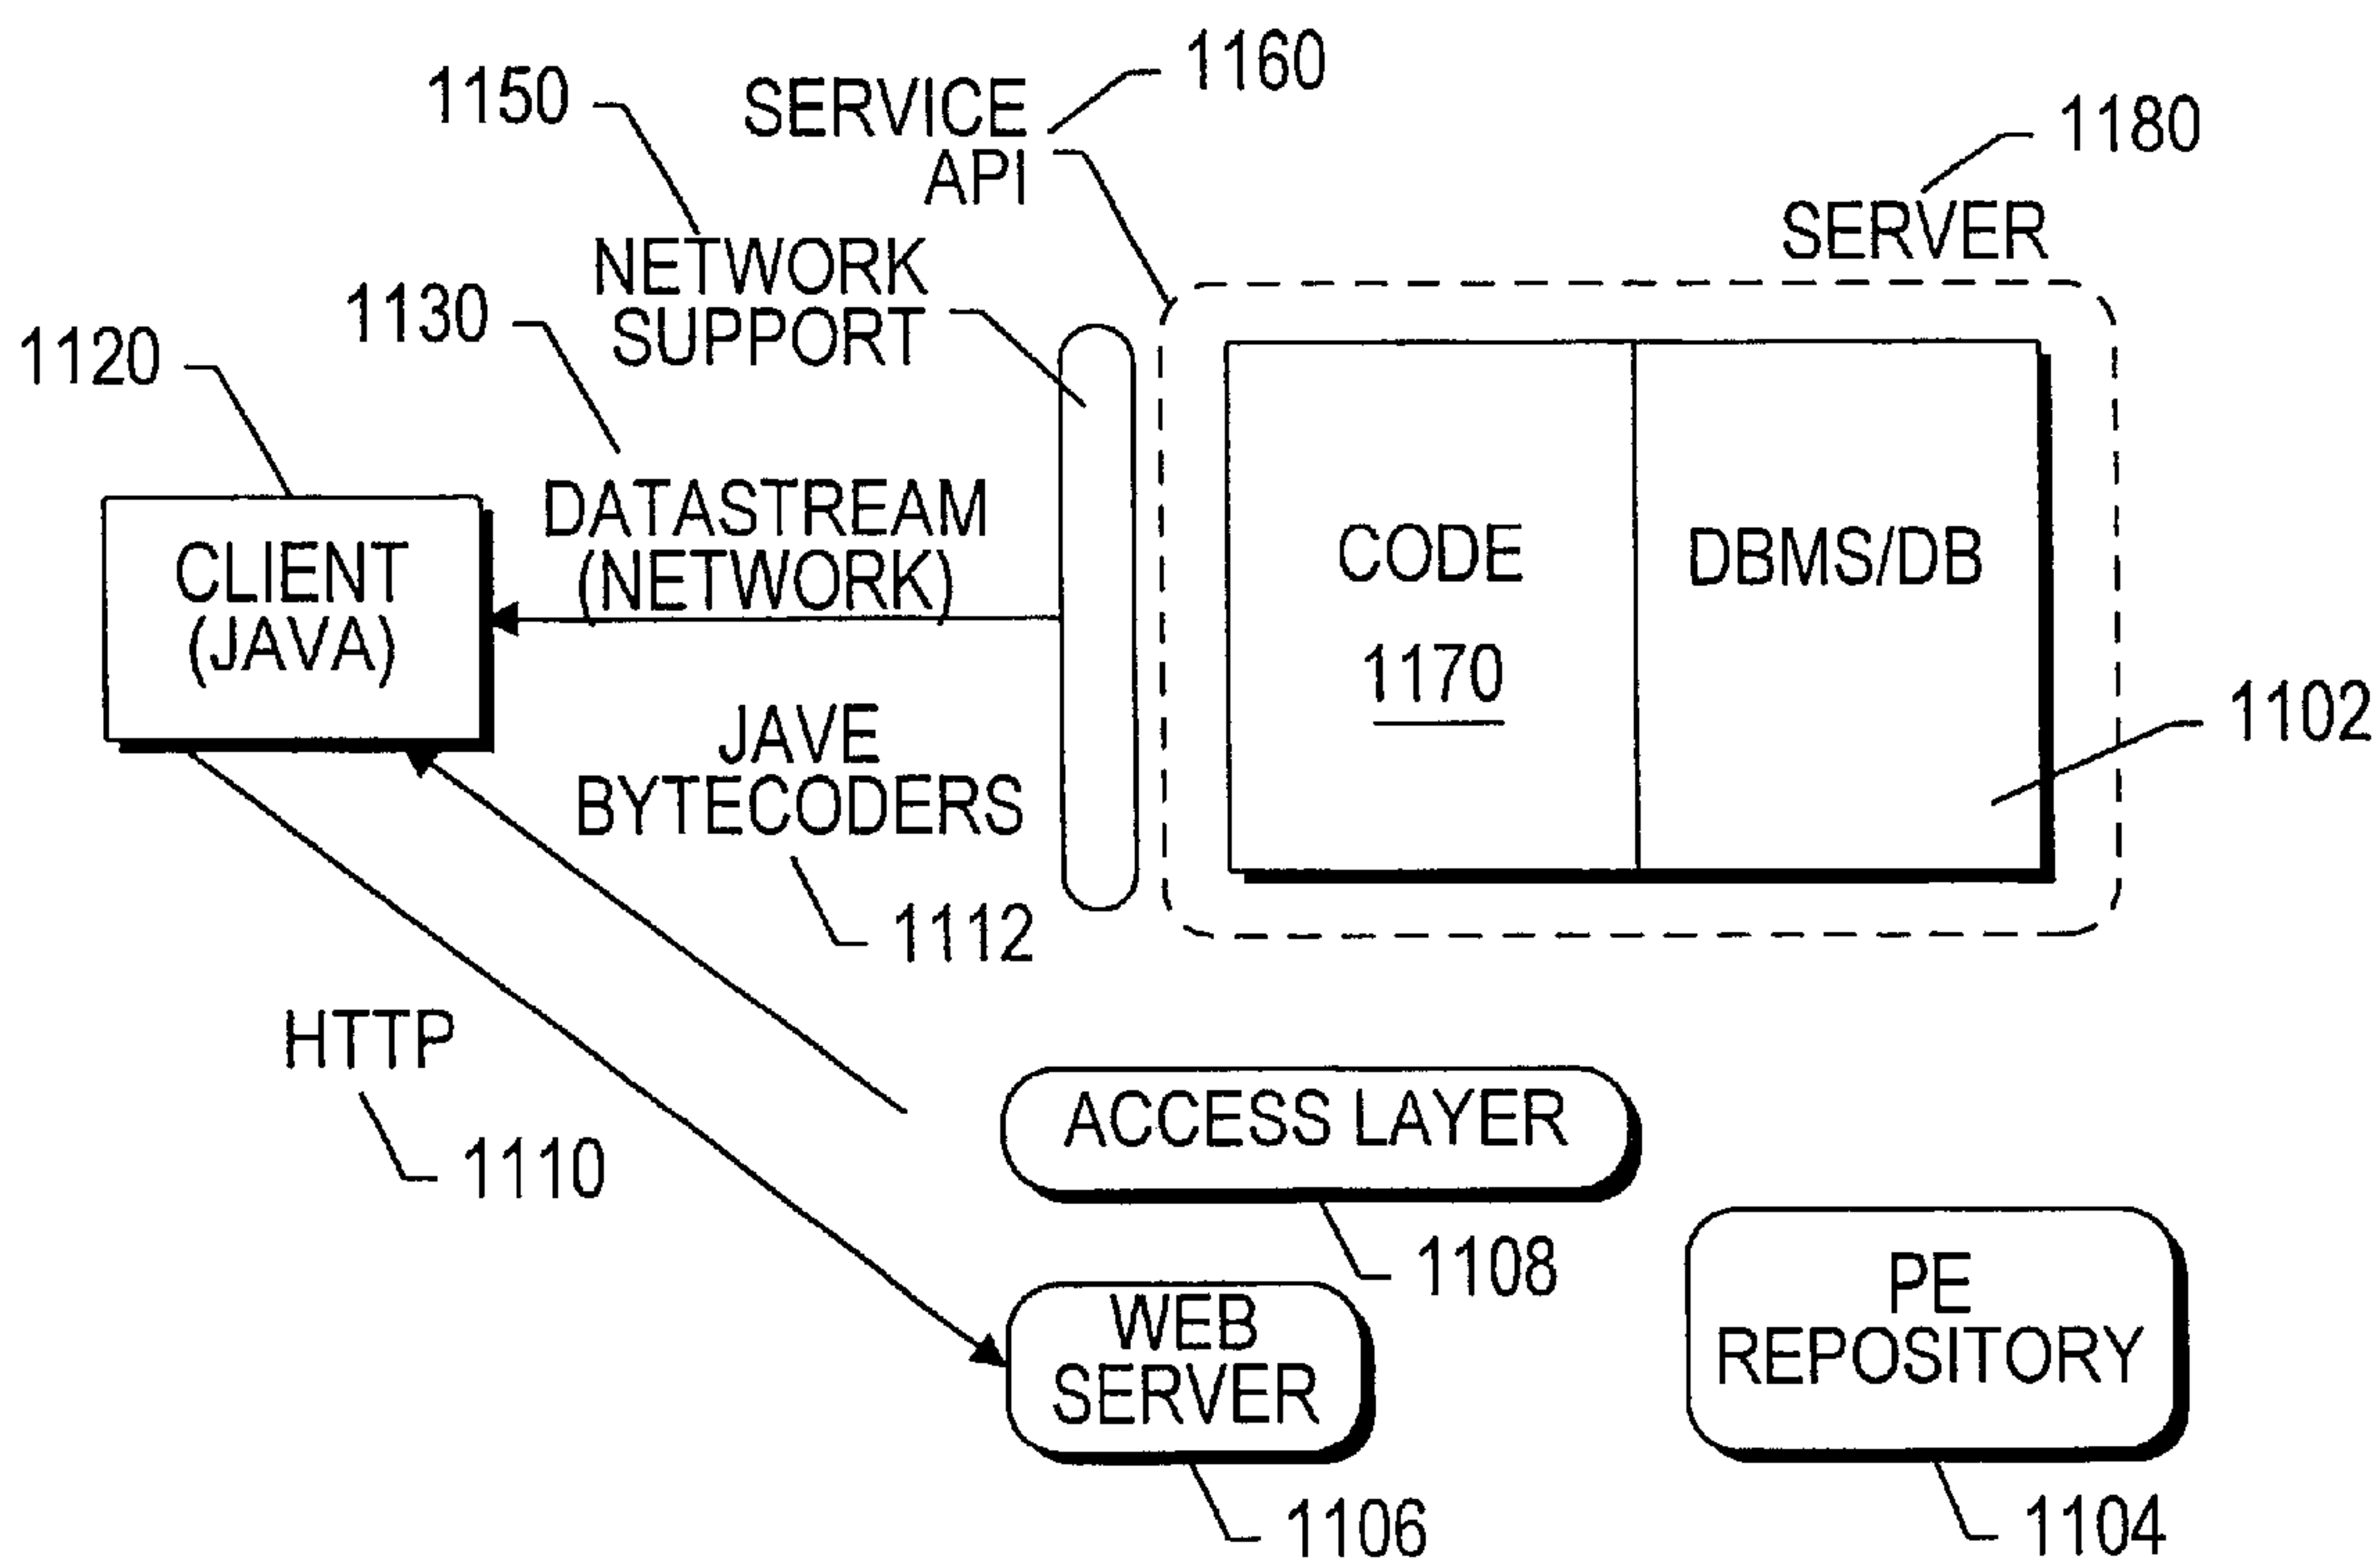 1160
1150
SERVICE
API
1180
SERVER
NETWORK
SUPPORT
1130
1120
DATASTREAM
(NETWORK)
CLIENT
(JAVA)
CODE
1170
DBMS/DB
1102
JAVE
BYTECODERS
1112
HTTP
1110
ACCESS LAYER
1108
WEB
SERVER
1106
PE
REPOSITORY
1104